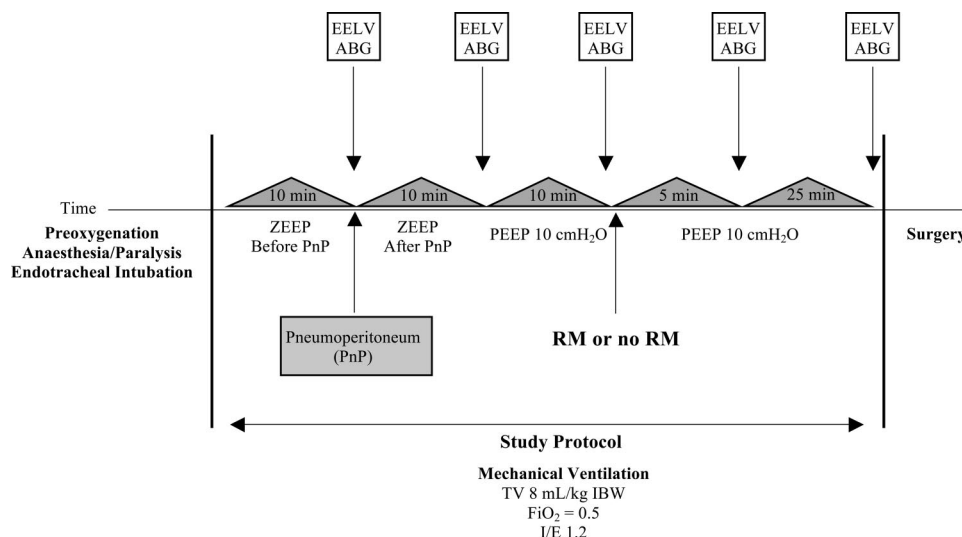 EELV
ABG
EELV
ABG
EELV
ABG
EELV
ABG
EELV
ABG
10 min
10 min
10 min
5 min
25 min
Time
Preoxygenation
Anaesthesia/Paralysis
Endotracheal Intubation
ZEEP
Before PnP
ZEEP
After PnP
PEEP 10 cmH₂O
PEEP 10 cmH₂O
Surgery
Pneumoperitoneum
(PnP)
RM or no RM
Study Protocol
Mechanical Ventilation
TV 8 mL/kg IBW
FiO₂ = 0.5
I/E 1.2